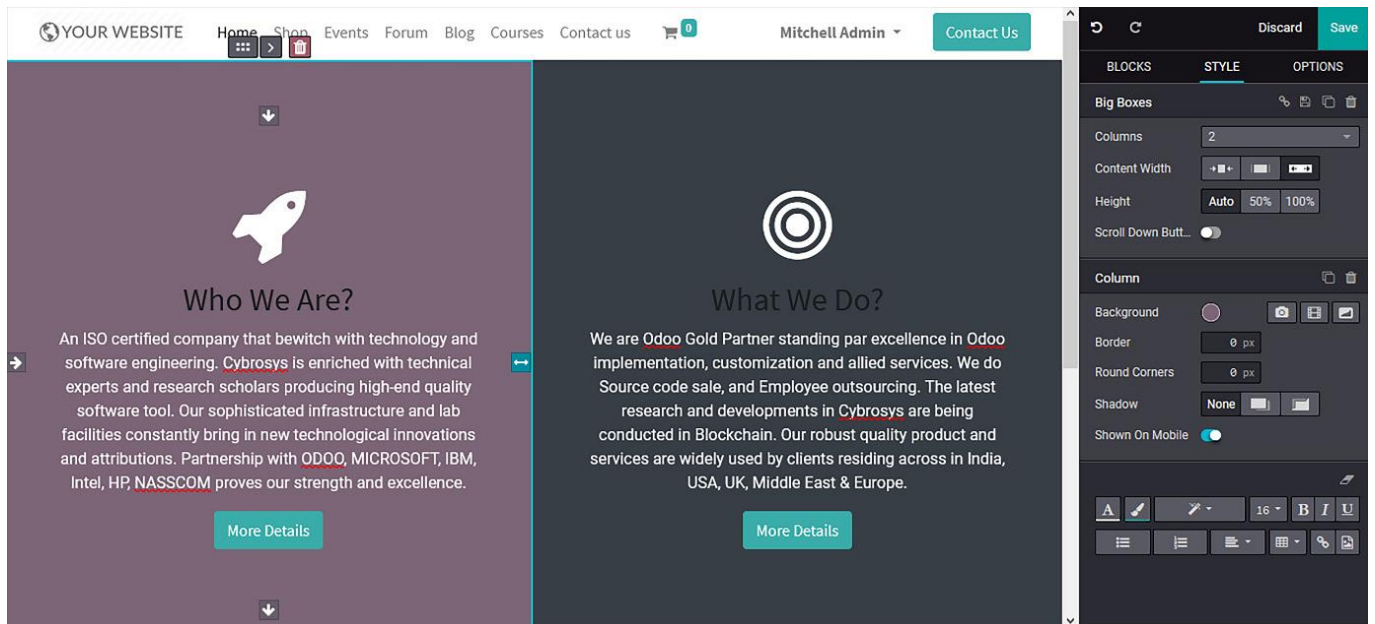 YOUR WEBSITE Home Shop Events Forum Blog Courses Contact us 0 Mitchell Admin Contact Us
Discard Save
BLOCKS STYLE OPTIONS
Big Boxes
Columns 2
Content Width
Height Auto 50% 100%
Scroll Down Butt...
Column
Background
Border 0 px
Round Corners 0 px
Shadow None
Shown On Mobile
A 16 B I U
Who We Are?
An ISO certified company that bewitch with technology and
software engineering. Cybrosys is enriched with technical
experts and research scholars producing high-end quality
software tool. Our sophisticated infrastructure and lab
facilities constantly bring in new technological innovations
and attributions. Partnership with ODOO, MICROSOFT, IBM,
Intel, HP, NASSCOM proves our strength and excellence.
More Details
What We Do?
We are Odoo Gold Partner standing par excellence in Odoo
implementation, customization and allied services. We do
Source code sale, and Employee outsourcing. The latest
research and developments in Cybrosys are being
conducted in Blockchain. Our robust quality product and
services are widely used by clients residing across in India,
USA, UK, Middle East & Europe.
More Details